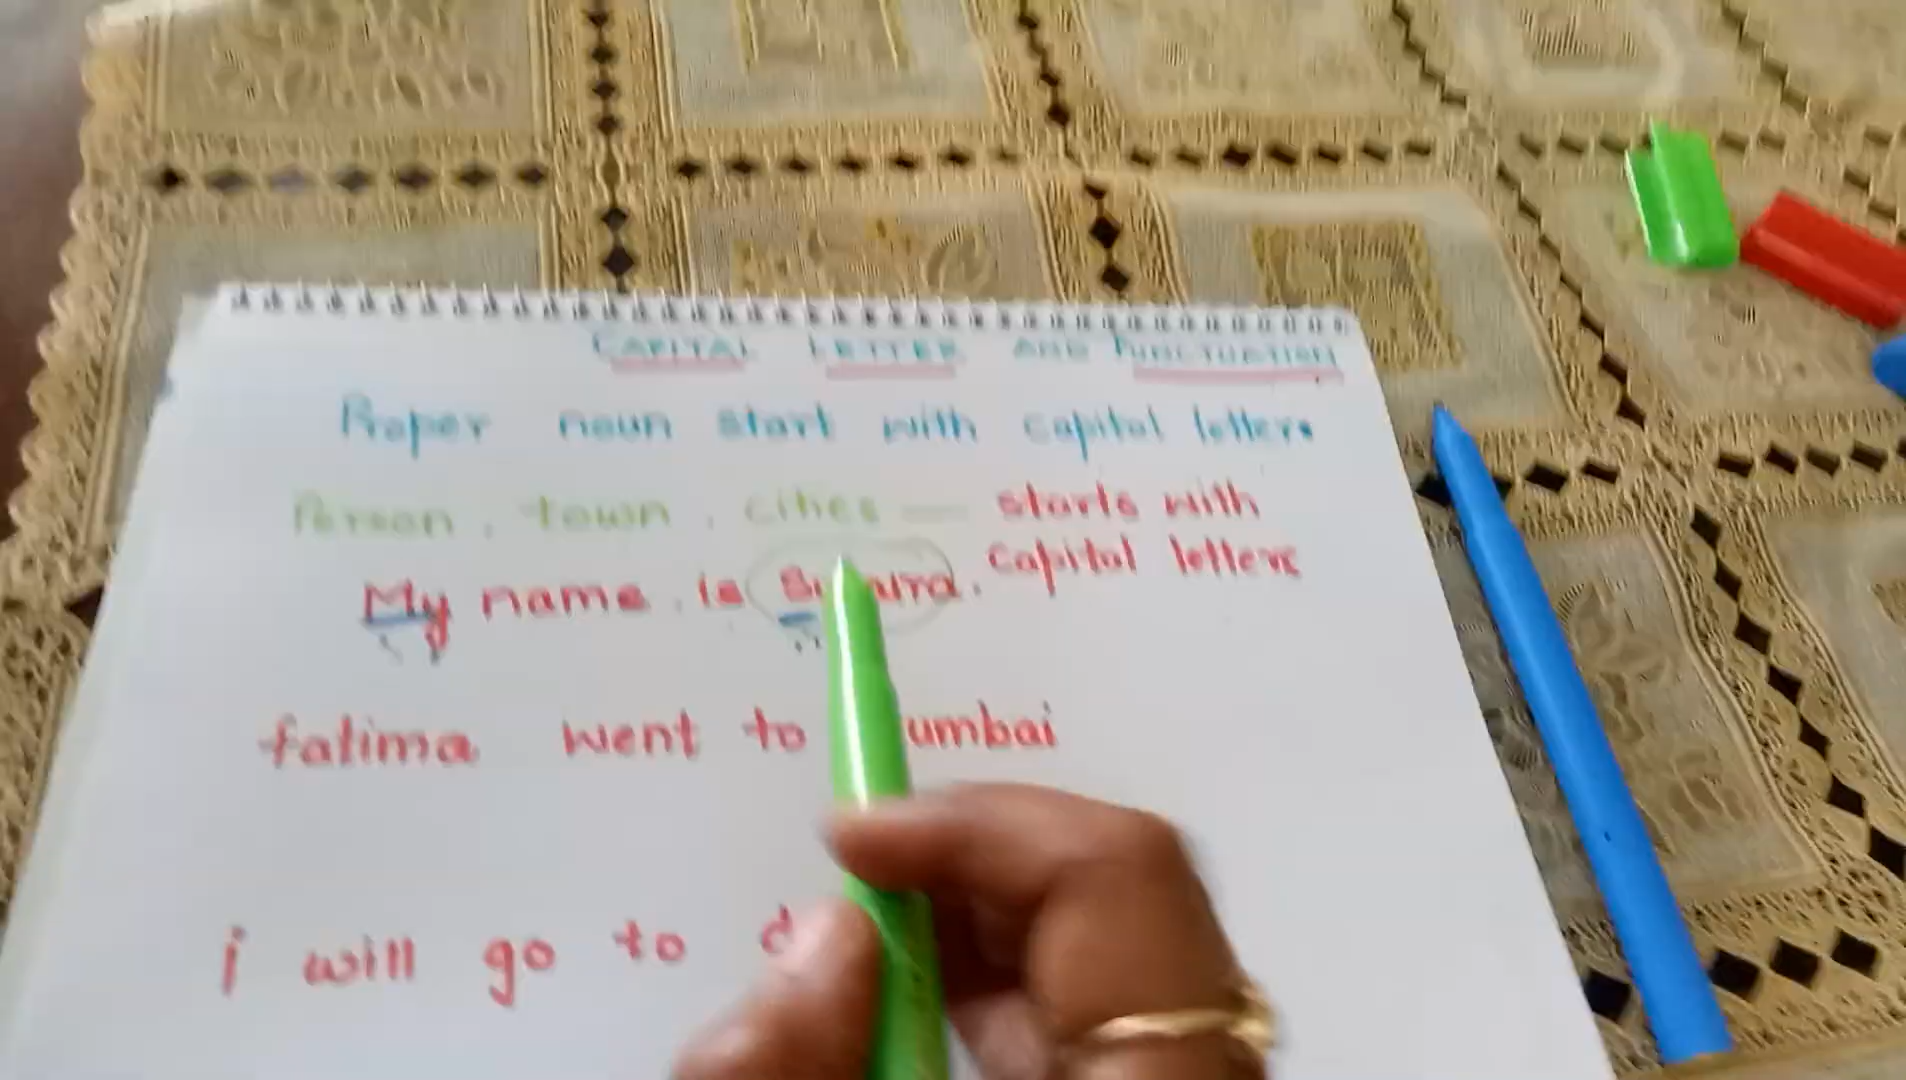 CAPITAL LETTER AND PUNCTUATION
Proper noun start with capital letters
Person, town, cities — starts with
capital letters
My name is
fatima went to umbai
i will go to